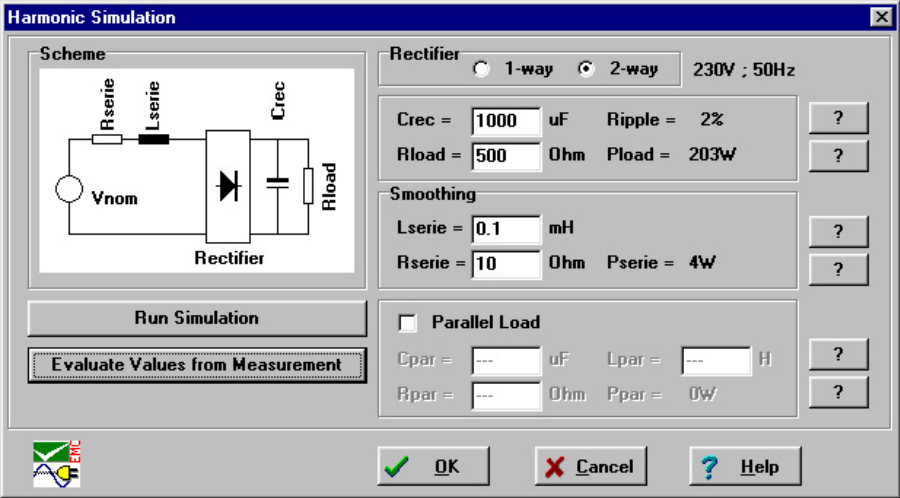 Harmonic Simulation
Scheme
Rserie
Lserie
Crec
Vnom
Rload
Rectifier
Run Simulation
Evaluate Values from Measurement
Rectifier
1-way 2-way 230V ; 50Hz
Crec = 1000 uF Ripple = 2% ?
Rload = 500 Ohm Pload = 203W ?
Smoothing
Lserie = 0.1 mH ?
Rserie = 10 Ohm Pserie = 4W ?
Parallel Load
Cpar = --- uF Lpar = --- H ?
Rpar = --- Ohm Ppar = 0W ?
EMC
OK Cancel ? Help